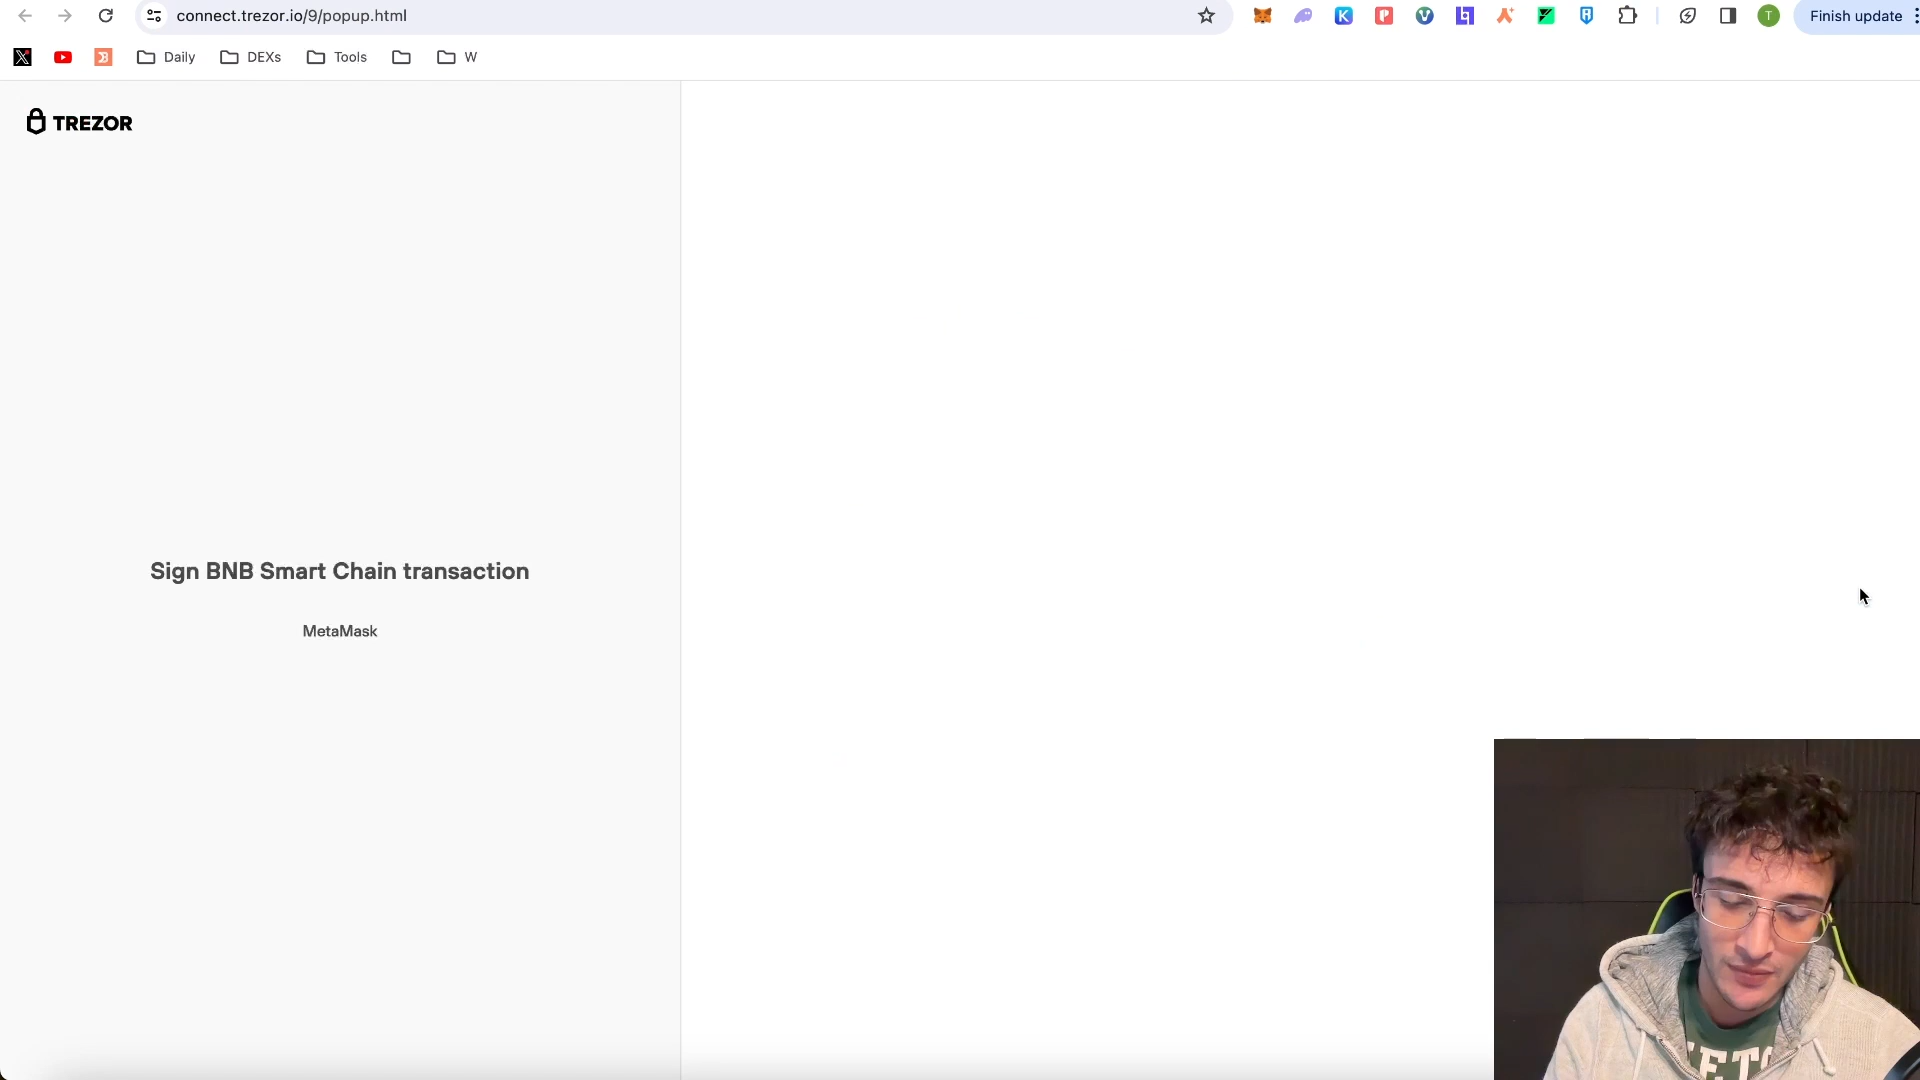 connect.trezor.io/9/popup.html
T
Finish update
Daily
DEXs
Tools
W
TREZOR
Sign BNB Smart Chain transaction
MetaMask